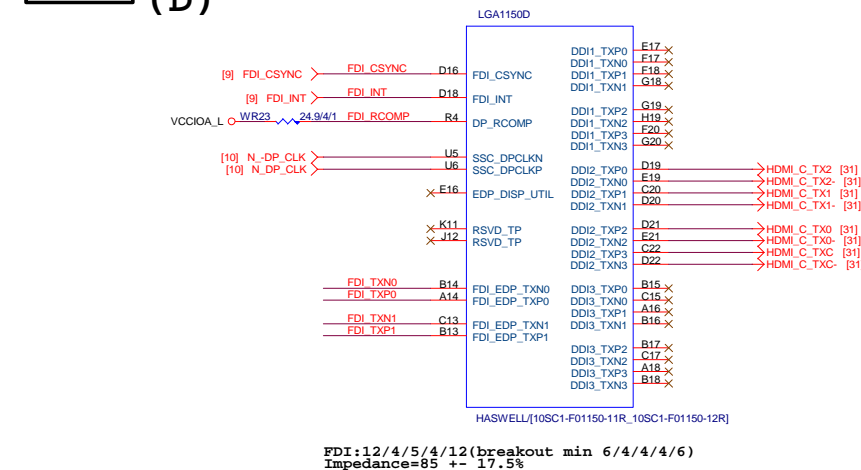 (D)
LGA1150D
[9] FDI_CSYNC FDI_CSYNC D16 FDI_CSYNC
[9] FDI_INT FDI_INT D18 FDI_INT
VCCIOA_L WR23 24.9/4/1 FDI_RCOMP R4 DP_RCOMP
[10] N_-DP_CLK U5 SSC_DPCLKN
[10] N_DP_CLK U6 SSC_DPCLKP
E16 EDP_DISP_UTIL
K11 RSVD_TP
J12 RSVD_TP
FDI_TXN0 B14 FDI_EDP_TXN0
FDI_TXP0 A14 FDI_EDP_TXP0
FDI_TXN1 C13 FDI_EDP_TXN1
FDI_TXP1 B13 FDI_EDP_TXP1
DDI1_TXP0 E17
DDI1_TXN0 F17
DDI1_TXP1 F18
DDI1_TXN1 G18
DDI1_TXP2 G19
DDI1_TXN2 H19
DDI1_TXP3 F20
DDI1_TXN3 G20
DDI2_TXP0 D19 HDMI_C_TX2 [31]
DDI2_TXN0 E19 HDMI_C_TX2- [31]
DDI2_TXP1 C20 HDMI_C_TX1 [31]
DDI2_TXN1 D20 HDMI_C_TX1- [31]
DDI2_TXP2 D21 HDMI_C_TX0 [31]
DDI2_TXN2 E21 HDMI_C_TX0- [31]
DDI2_TXP3 C22 HDMI_C_TXC [31]
DDI2_TXN3 D22 HDMI_C_TXC- [31
DDI3_TXP0 B15
DDI3_TXN0 C15
DDI3_TXP1 A16
DDI3_TXN1 B16
DDI3_TXP2 B17
DDI3_TXN2 C17
DDI3_TXP3 A18
DDI3_TXN3 B18
HASWELL/[10SC1-F01150-11R_10SC1-F01150-12R]
FDI:12/4/5/4/12(breakout min 6/4/4/4/6)
Impedance=85 +- 17.5%